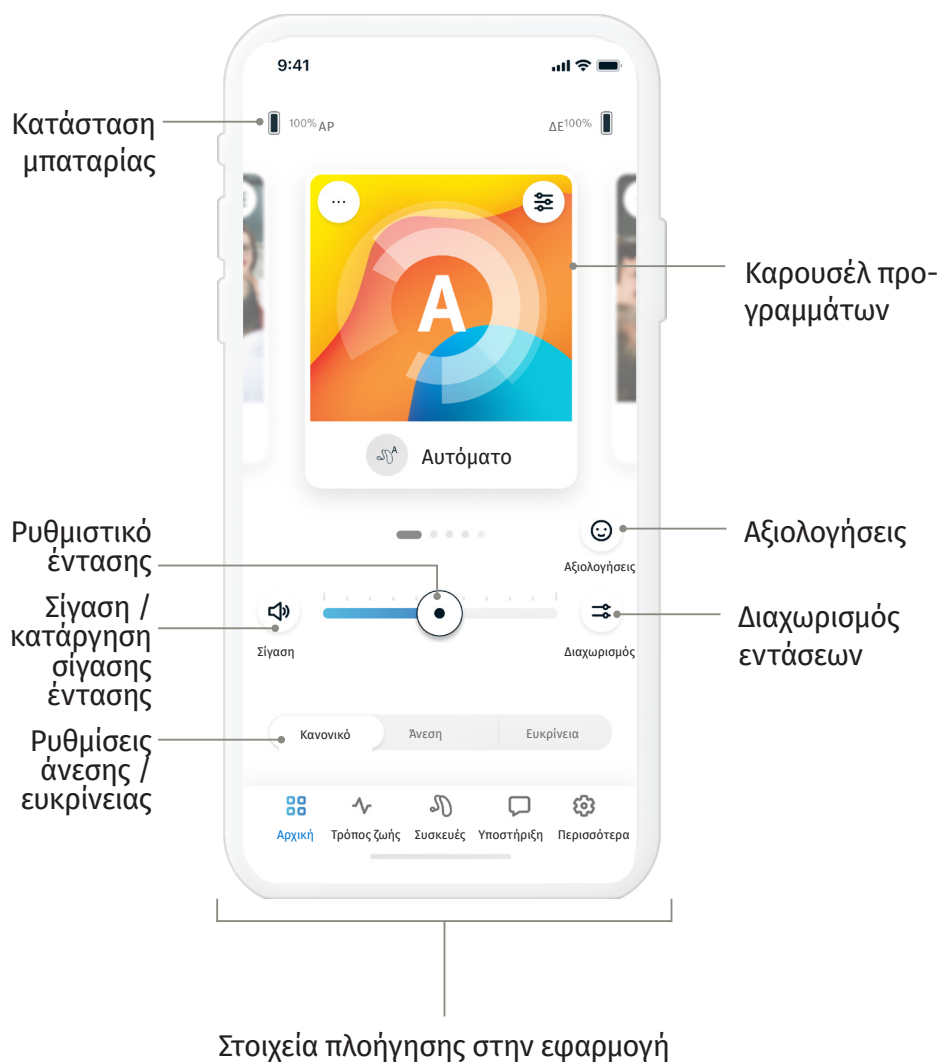 9:41
100% ΑΡ
ΔΕ 100%
Κατάσταση
μπαταρίας
A
Καρουσέλ προ-
γραμμάτων
A
Αυτόματο
Ρυθμιστικό
έντασης
Αξιολογήσεις
Αξιολογήσεις
Σίγαση /
κατάργηση
σίγασης
έντασης
Σίγαση
Διαχωρισμός
Διαχωρισμός
εντάσεων
Ρυθμίσεις
άνεσης /
ευκρίνειας
Κανονικό
Άνεση
Ευκρίνεια
Αρχική
Τρόπος ζωής
Συσκευές
Υποστήριξη
Περισσότερα
Στοιχεία πλοήγησης στην εφαρμογή